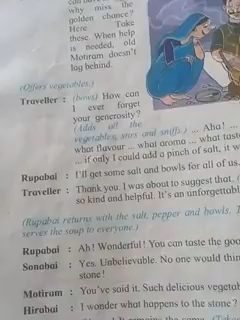 why miss the
golden chance?
Here Take
these. When help
is needed, old
Motiram doesn't
lag behind.
(Offers vegetables.)
Traveller : (bows) How can
I ever forget
your generosity?
(Adds all the
vegetables, stirs and sniffs.) ... Aha! ...
what flavour ... what aroma ... what taste
... if only I could add a pinch of salt, it w
Rupabai : I'll get some salt and bowls for all of us.
Traveller : Thank you. I was about to suggest that.
so kind and helpful. It's an unforgettab
(Rupabai returns with the salt, pepper and bowls. T
serves the soup to everyone.)
Rupabai : Ah! Wonderful! You can taste the goo
Sonabai : Yes. Unbelievable. No one would thin
stone!
Motiram : You've said it. Such delicious vegetab
Hirabai : I wonder what happens to the stone?